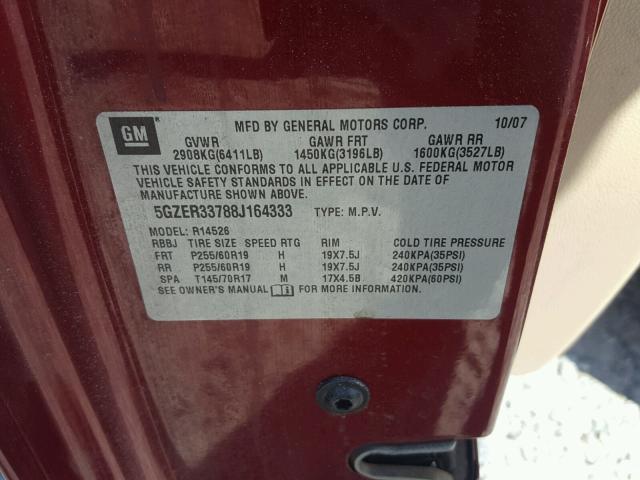 GM
MFD BY GENERAL MOTORS CORP. 10/07
GVWR GAWR FRT GAWR RR
2908KG(6411LB) 1450KG(3196LB) 1600KG(3527LB)
THIS VEHICLE CONFORMS TO ALL APPLICABLE U.S. FEDERAL MOTOR
VEHICLE SAFETY STANDARDS IN EFFECT ON THE DATE OF
MANUFACTURE SHOWN ABOVE.
5GZER33788J164333 TYPE: M.P.V.
MODEL: R14526
RBBJ TIRE SIZE SPEED RTG RIM COLD TIRE PRESSURE
FRT P255/60R19 H 19X7.5J 240KPA(35PSI)
RR P255/60R19 H 19X7.5J 240KPA(35PSI)
SPA T145/70R17 M 17X4.5B 420KPA(60PSI)
SEE OWNER'S MANUAL FOR MORE INFORMATION.